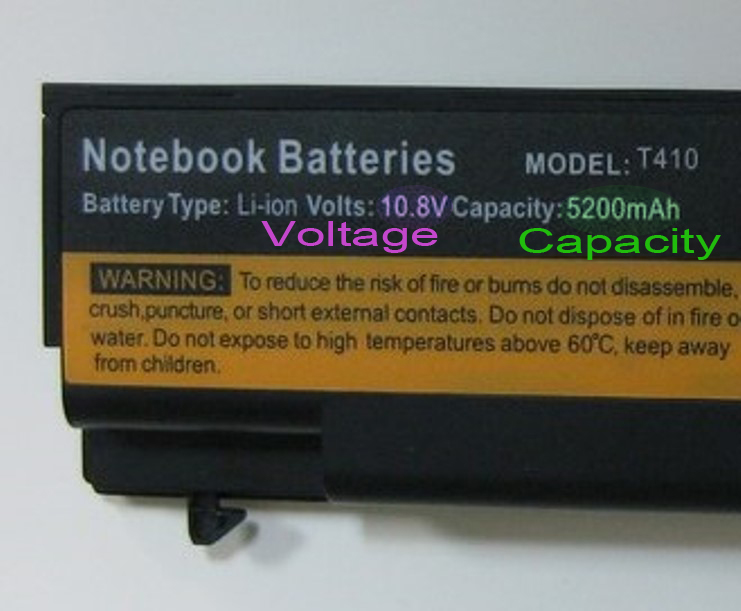 Notebook Batteries MODEL: T410
Battery Type: Li-ion Volts: 10.8V Capacity: 5200mAh
Voltage Capacity
WARNING: To reduce the risk of fire or burns do not disassemble,
crush,puncture, or short external contacts. Do not dispose of in fire o
water. Do not expose to high temperatures above 60℃, keep away
from children.